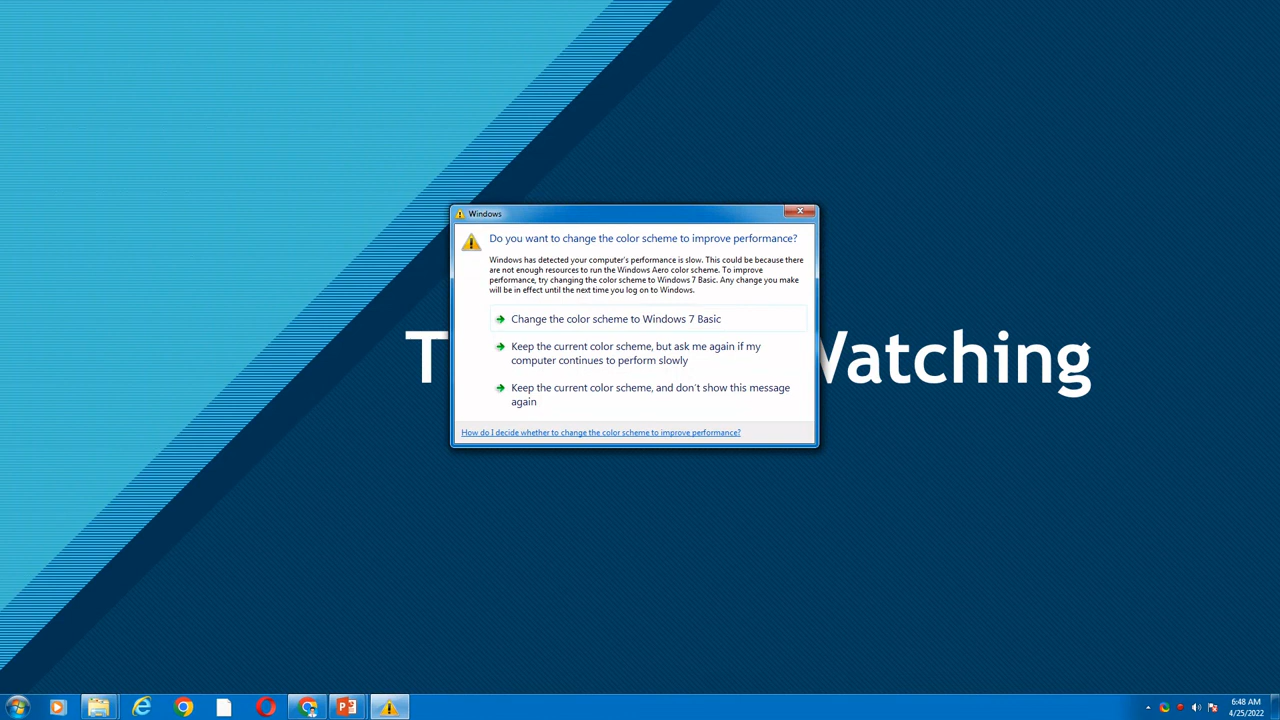 Windows
Do you want to change the color scheme to improve performance?
Windows has detected your computer's performance is slow. This could be because there
are not enough resources to run the Windows Aero color scheme. To improve
performance, try changing the color scheme to Windows 7 Basic. Any change you make
will be in effect until the next time you log on to Windows.
Change the color scheme to Windows 7 Basic
Keep the current color scheme, but ask me again if my
computer continues to perform slowly
Keep the current color scheme, and don't show this message
again
How do I decide whether to change the color scheme to improve performance?
T Watching
6:48 AM
4/25/2022